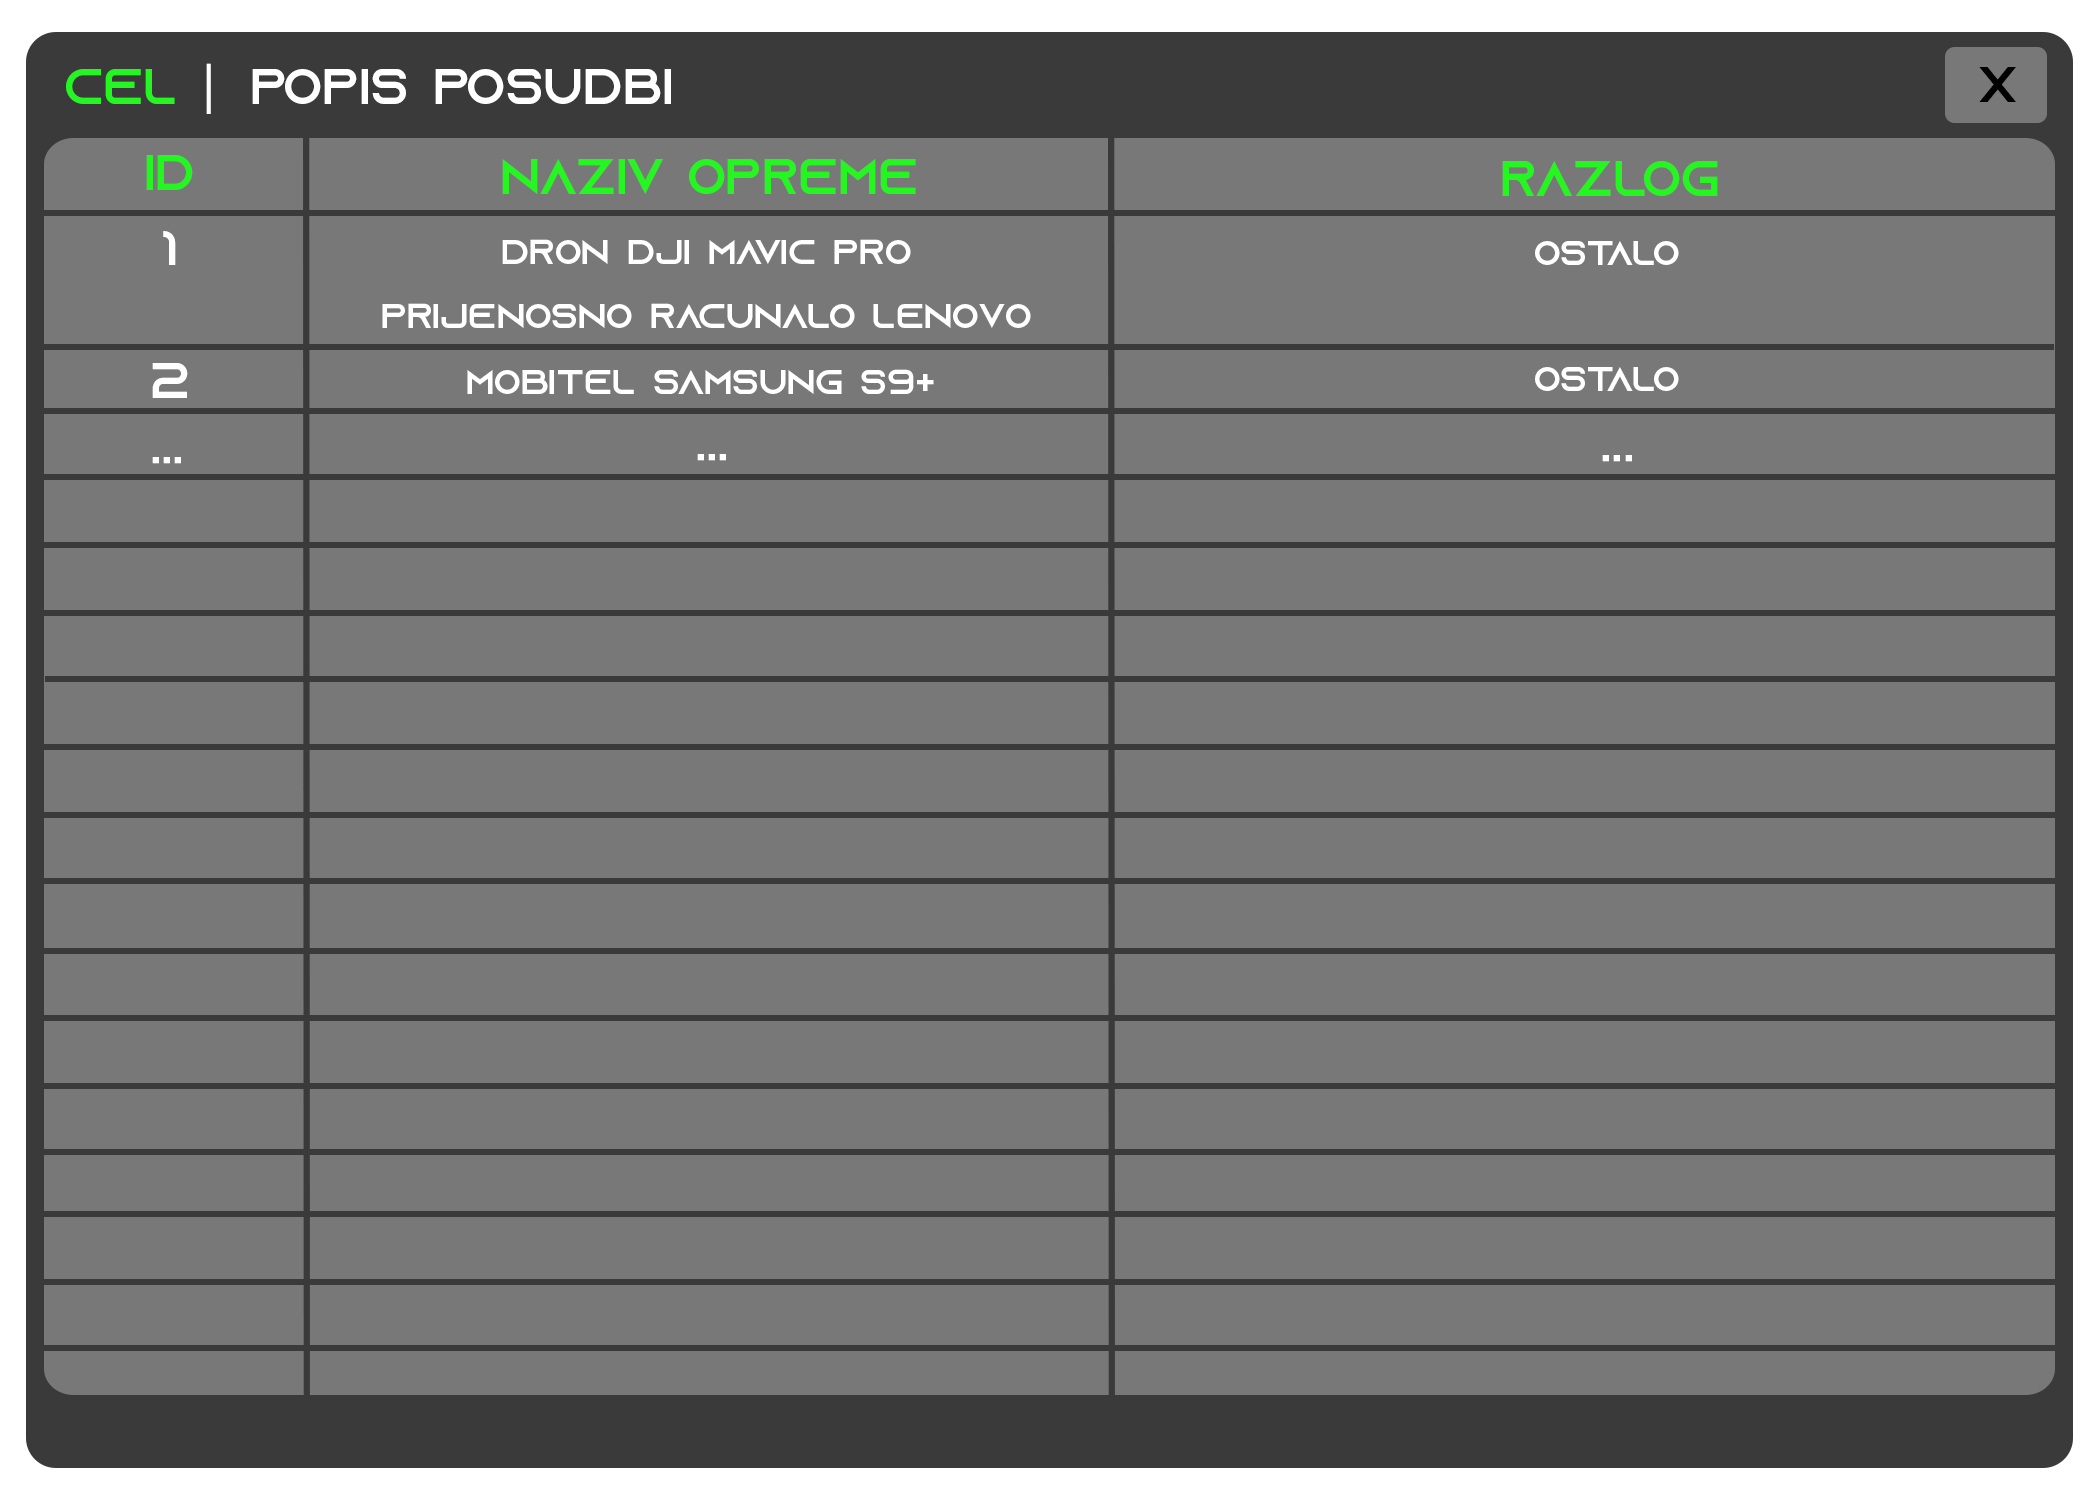 CEL | POPIS POSUDBI X
ID NAZIV OPREME RAZLOG
1 DRON DJI MAVIC PRO OSTALO
PRIJENOSNO RACUNALO LENOVO
2 MOBITEL SAMSUNG S9+ OSTALO
... ... ...